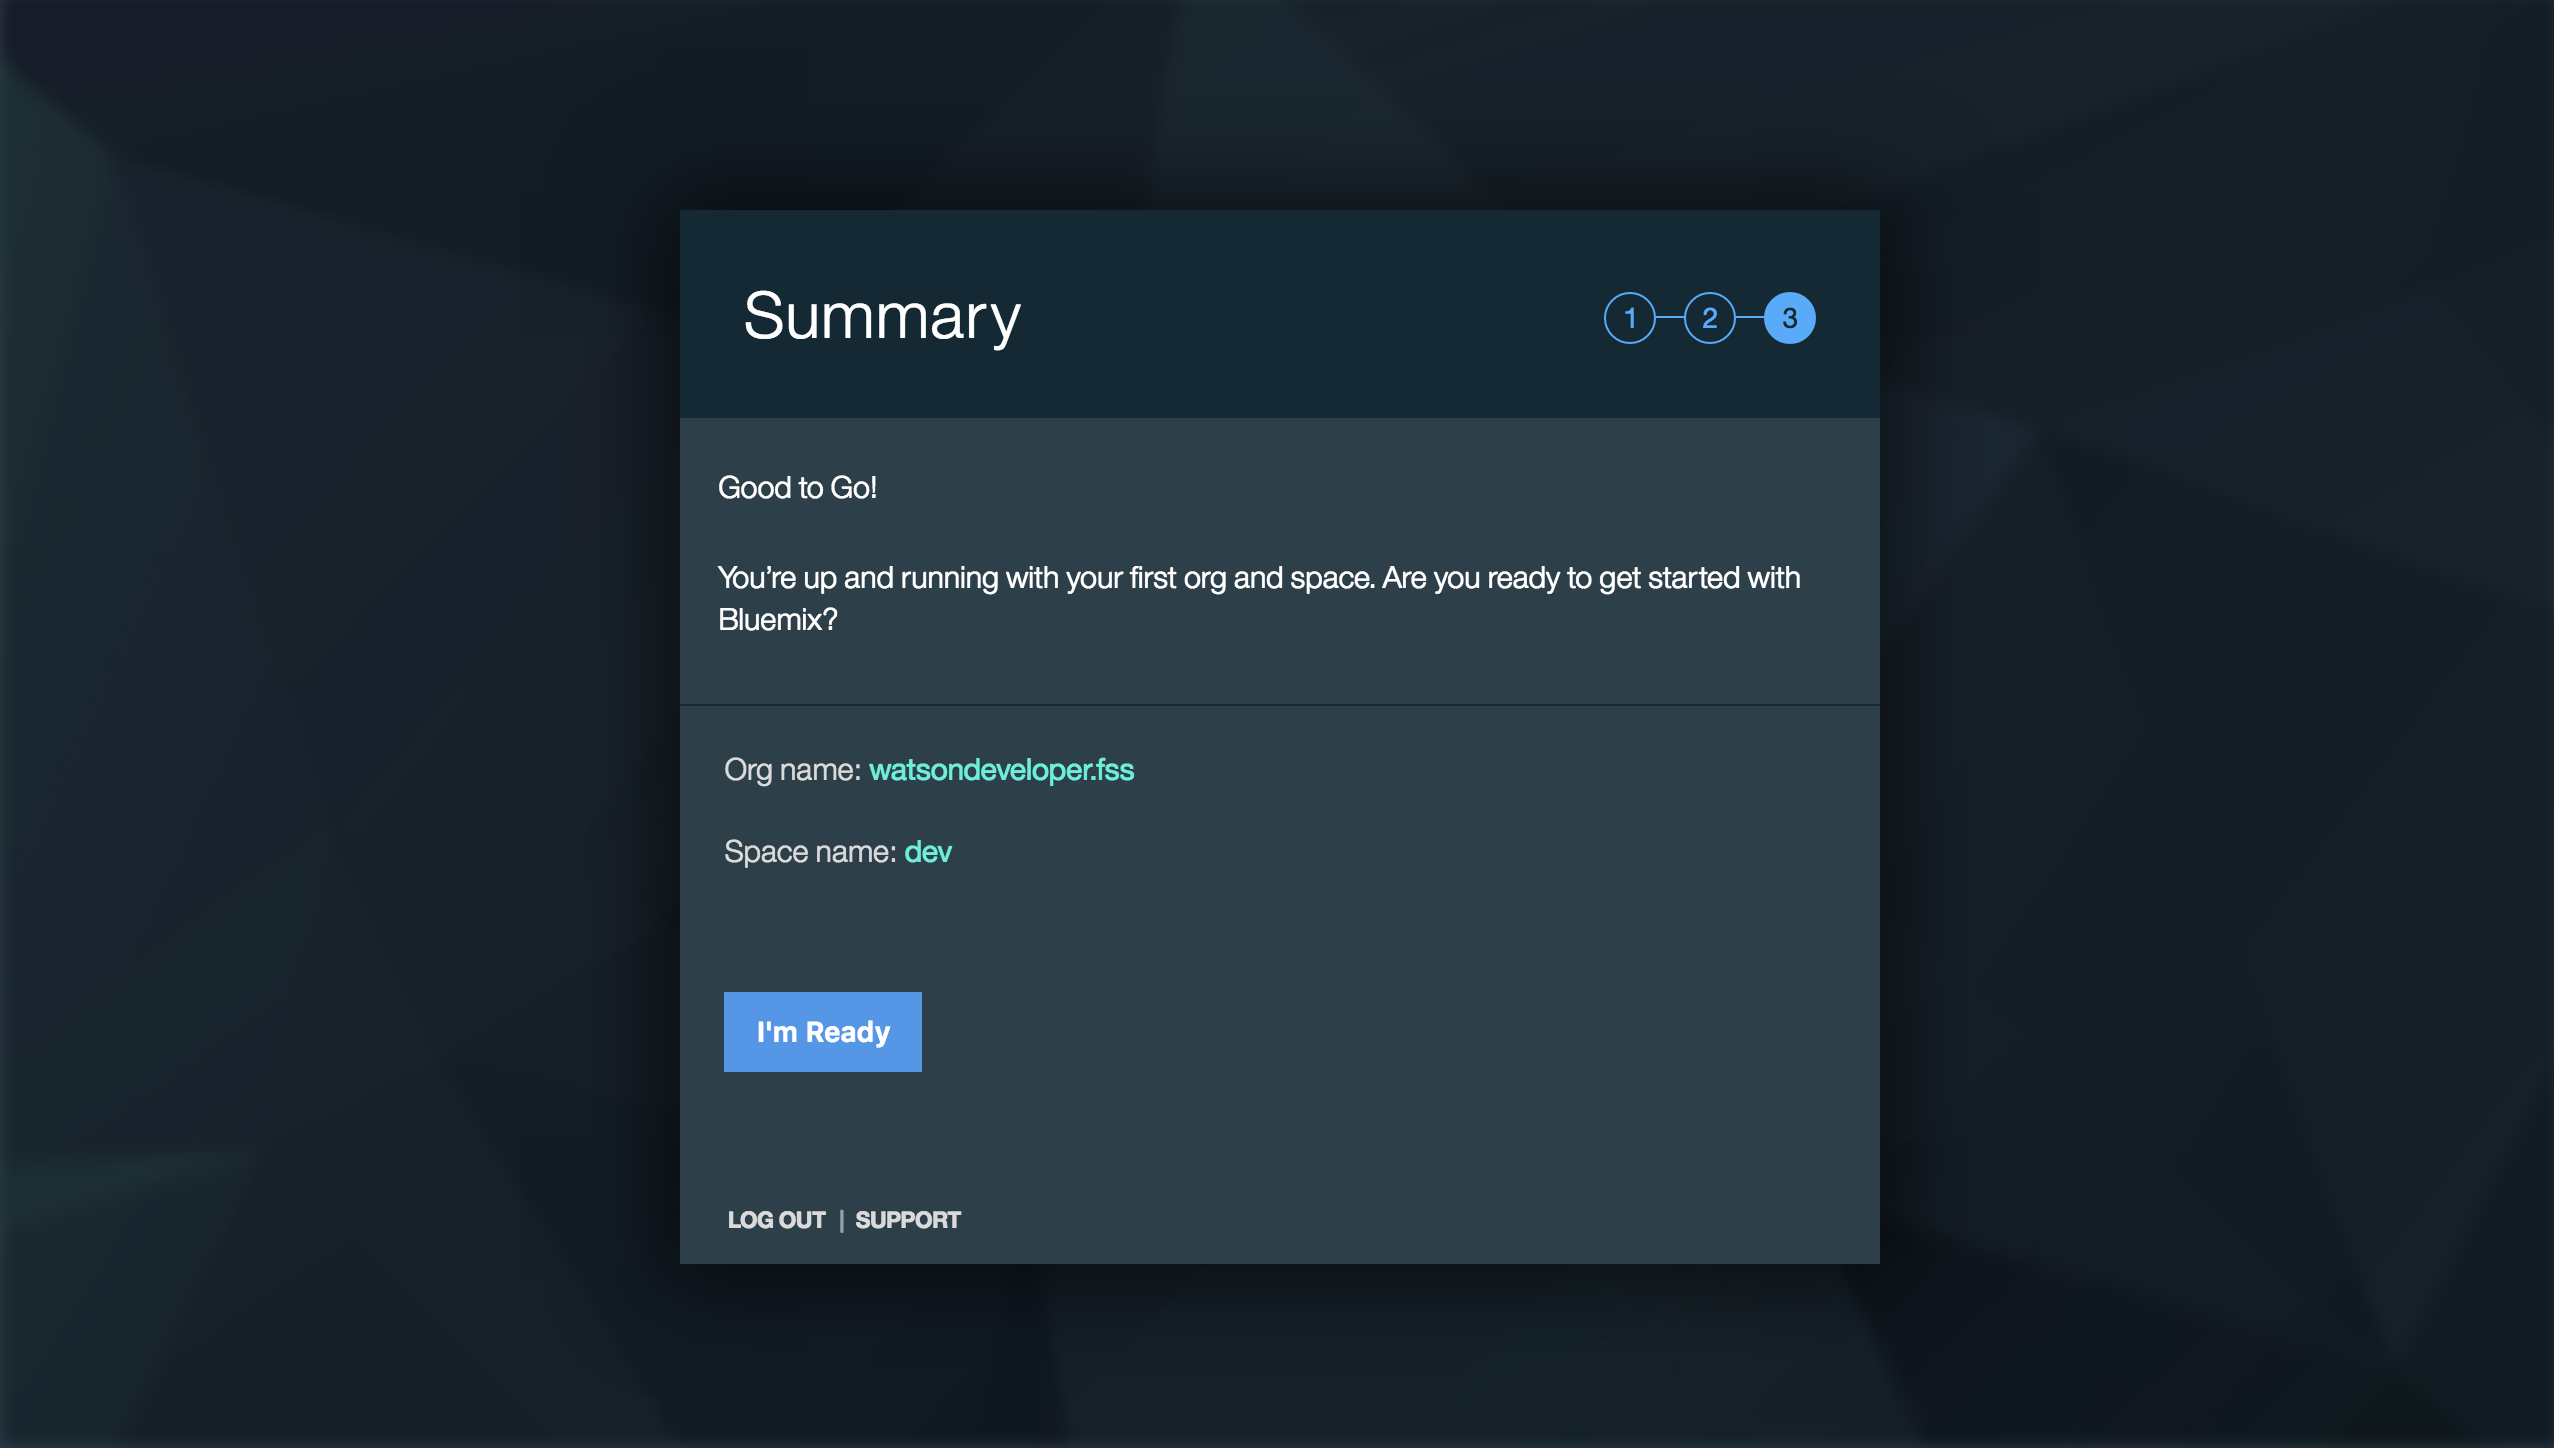 Summary
1 2 3
Good to Go!
You’re up and running with your first org and space. Are you ready to get started with
Bluemix?
Org name: watsondeveloper.fss
Space name: dev
I'm Ready
LOG OUT | SUPPORT